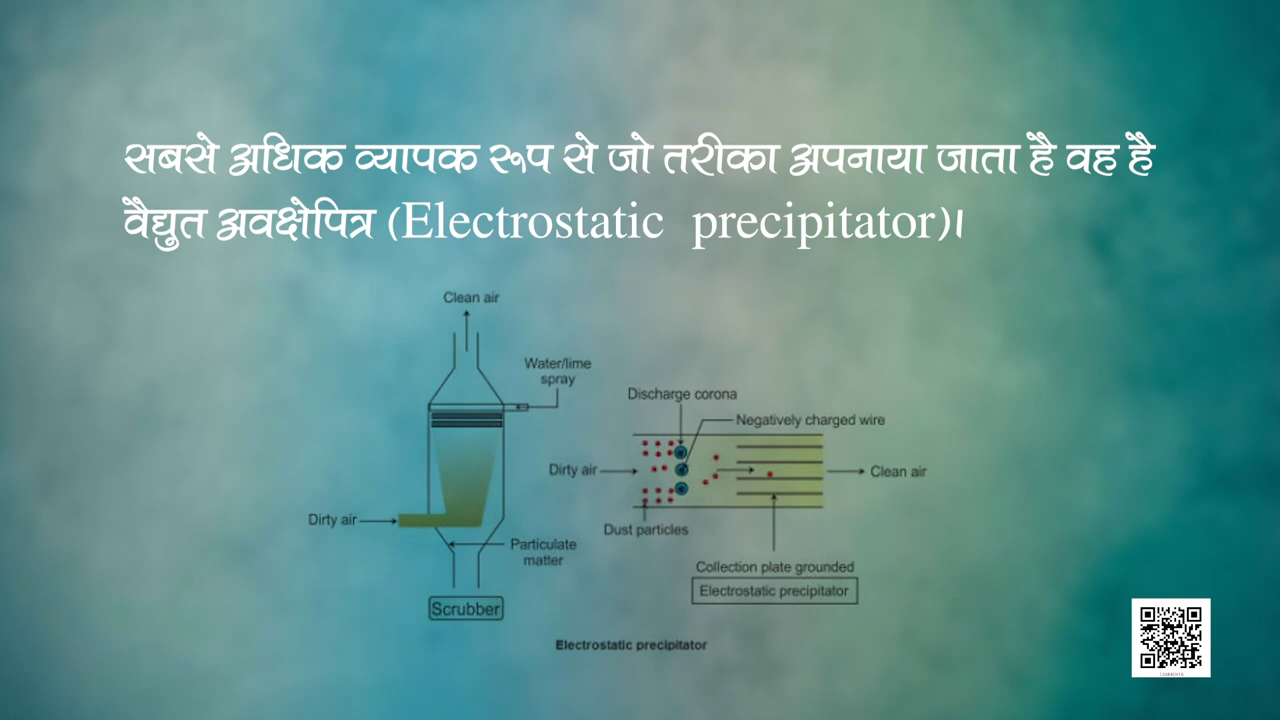 सबसे अधिक व्यापक रूप से जो तरीका अपनाया जाता है वह है
वैद्युत अवक्षेपित्र (Electrostatic precipitator)।
Clean air
Water/lime
spray
Dirty air
Particulate
matter
Scrubber
Discharge corona
Negatively charged wire
Dirty air
Clean air
Dust particles
Collection plate grounded
Electrostatic precipitator
Electrostatic precipitator